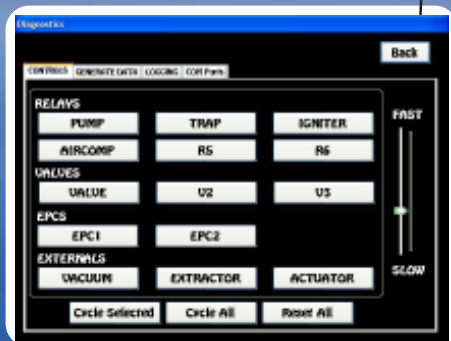 Diagnostics
Back
CONTROLS GENERATE DATA LOGGING COM Ports
RELAYS
PUMP TRAP IGNITER
AIRCOMP R5 R6
VALVES
VALVE V2 V3
EPCS
EPC1 EPC2
EXTERNALS
VACUUM EXTRACTOR ACTUATOR
FAST
SLOW
Cycle Selected Cycle All Reset All